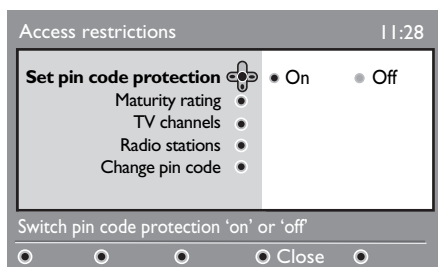 Access restrictions 11:28
Set pin code protection On Off
Maturity rating
TV channels
Radio stations
Change pin code
Switch pin code protection ‘on’ or ‘off’
Close